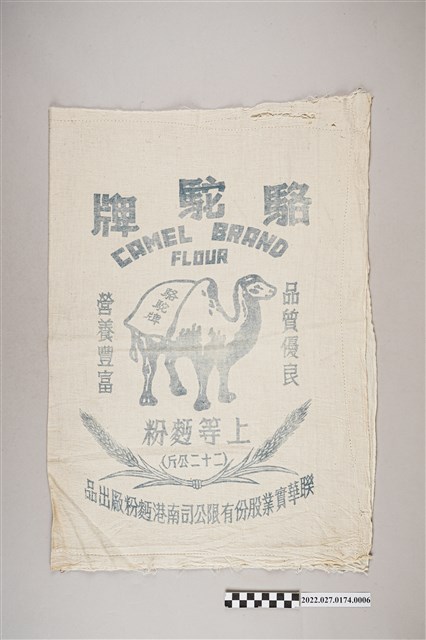 駱駝牌
CAMEL BRAND
FLOUR
品質優良
駱駝牌
營養豐富
上等麵粉
(二十二公斤)
聯華實業股份有限公司南港麵粉廠出品
2022.027.0174.0006